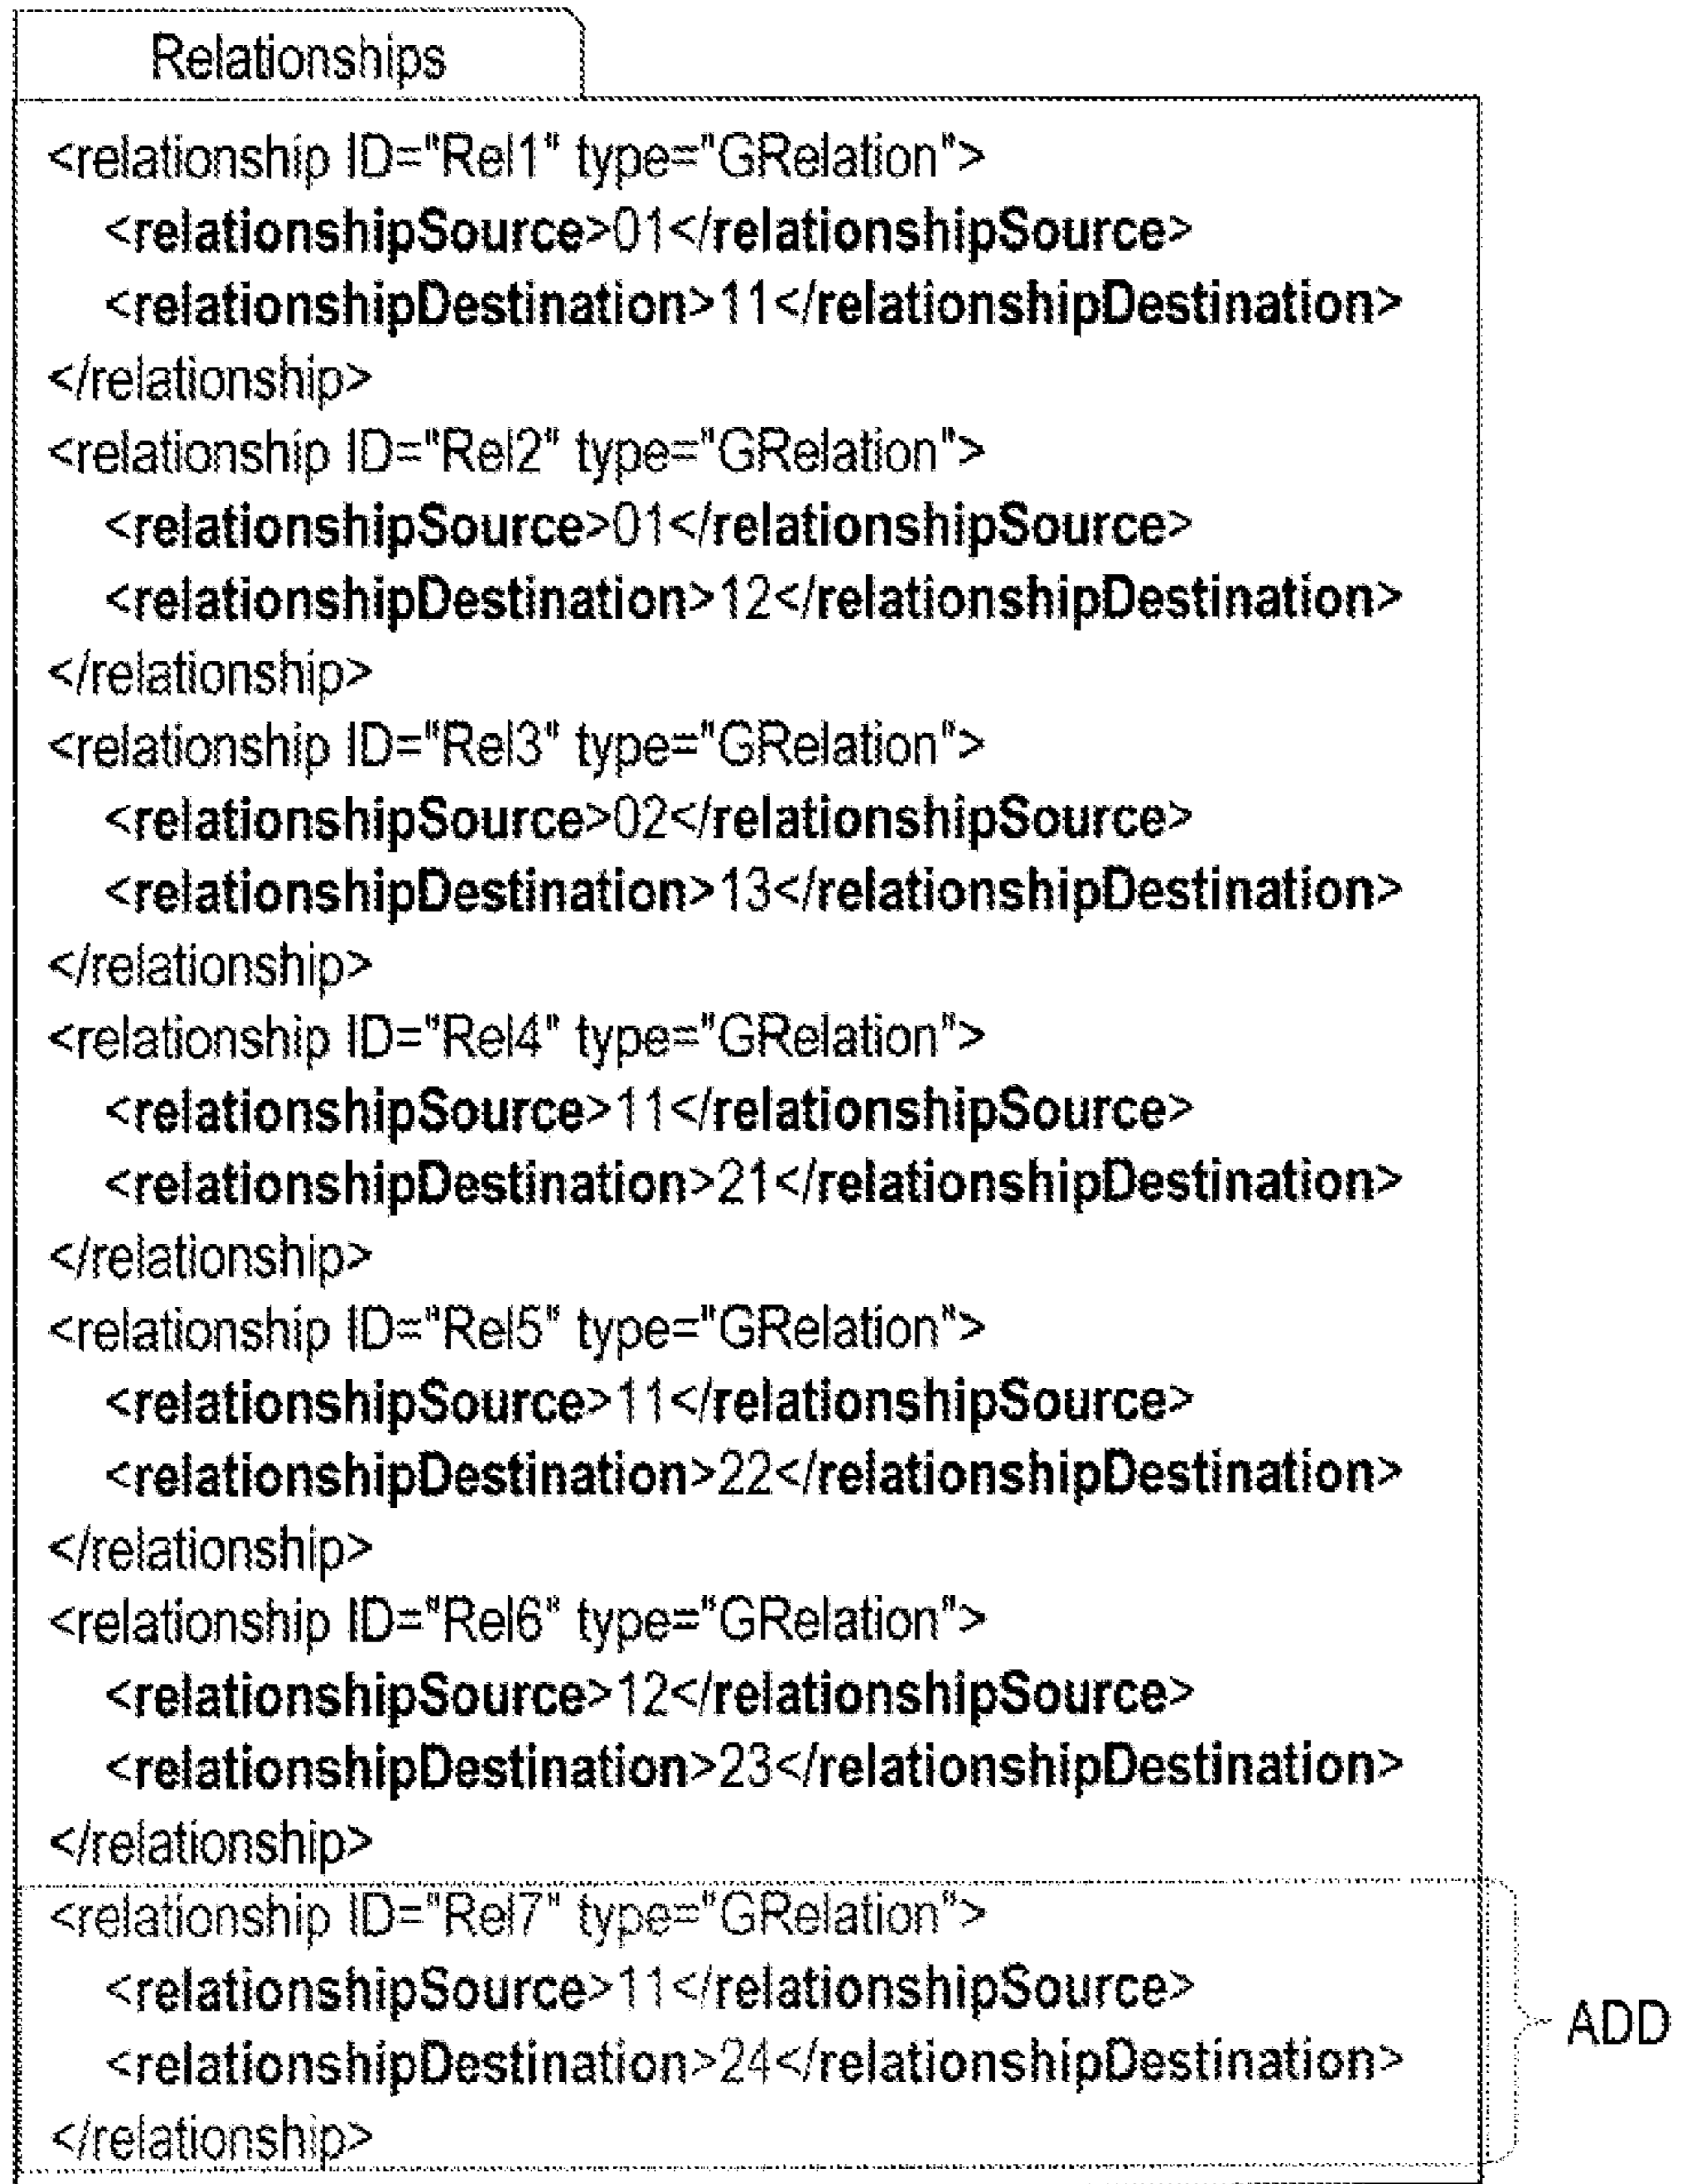 Relationships
<relationship ID="Rel1" type="GRelation">
<relationshipSource>01</relationshipSource>
<relationshipDestination>11</relationshipDestination>
</relationship>
<relationship ID="Rel2" type="GRelation">
<relationshipSource>01</relationshipSource>
<relationshipDestination>12</relationshipDestination>
</relationship>
<relationship ID="Rel3" type="GRelation">
<relationshipSource>02</relationshipSource>
<relationshipDestination>13</relationshipDestination>
</relationship>
<relationship ID="Rel4" type="GRelation">
<relationshipSource>11</relationshipSource>
<relationshipDestination>21</relationshipDestination>
</relationship>
<relationship ID="Rel5" type="GRelation">
<relationshipSource>11</relationshipSource>
<relationshipDestination>22</relationshipDestination>
</relationship>
<relationship ID="Rel6" type="GRelation">
<relationshipSource>12</relationshipSource>
<relationshipDestination>23</relationshipDestination>
</relationship>
<relationship ID="Rel7" type="GRelation">
<relationshipSource>11</relationshipSource>
<relationshipDestination>24</relationshipDestination>
</relationship>
ADD